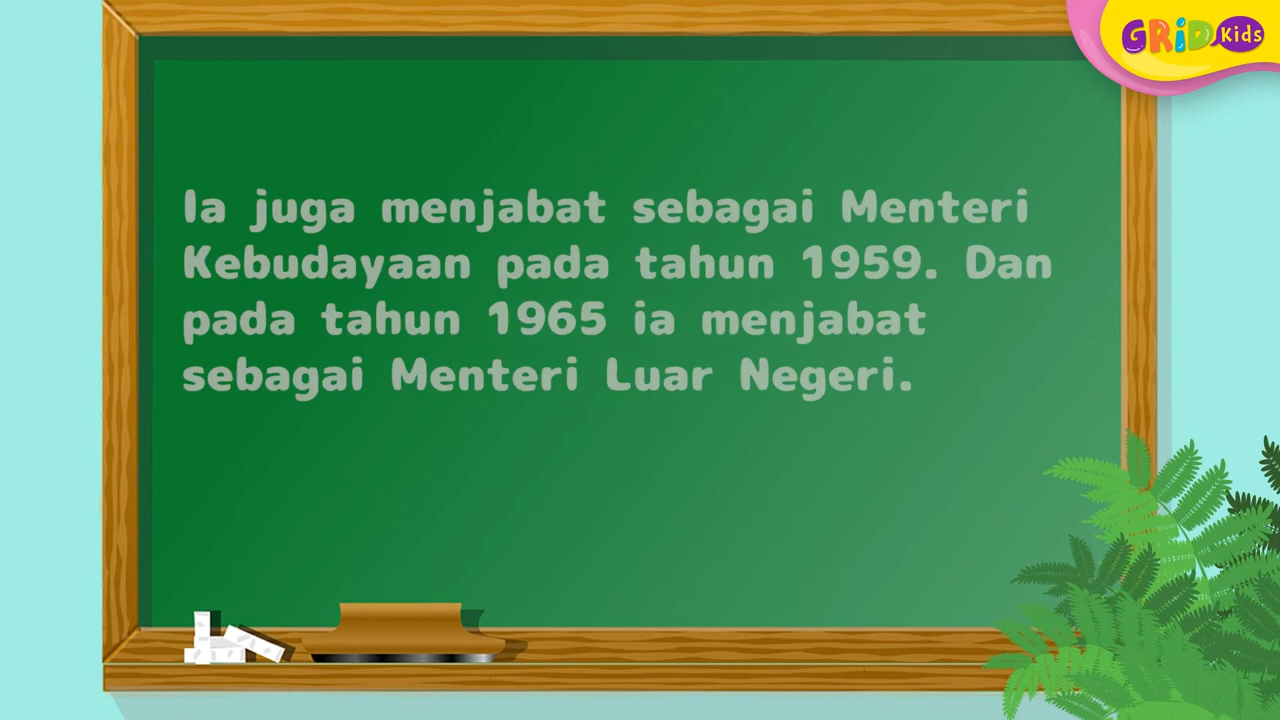 GRID Kids
Ia juga menjabat sebagai Menteri
Kebudayaan pada tahun 1959. Dan
pada tahun 1965 ia menjabat
sebagai Menteri Luar Negeri.